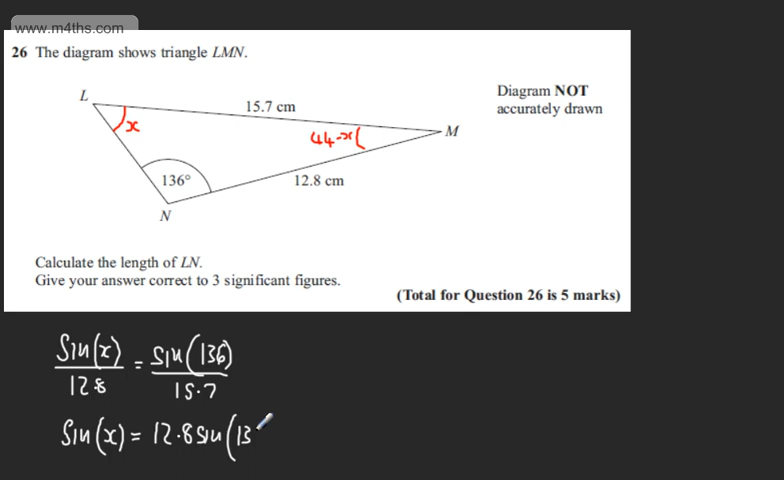 www.m4ths.com
26 The diagram shows triangle LMN.
L
15.7 cm
Diagram NOT
accurately drawn
x
44-x
M
136°
12.8 cm
N
Calculate the length of LN.
Give your answer correct to 3 significant figures.
(Total for Question 26 is 5 marks)
Sin(x)/12.8 = Sin(136)/15.7
Sin(x) = 12.8 sin(13